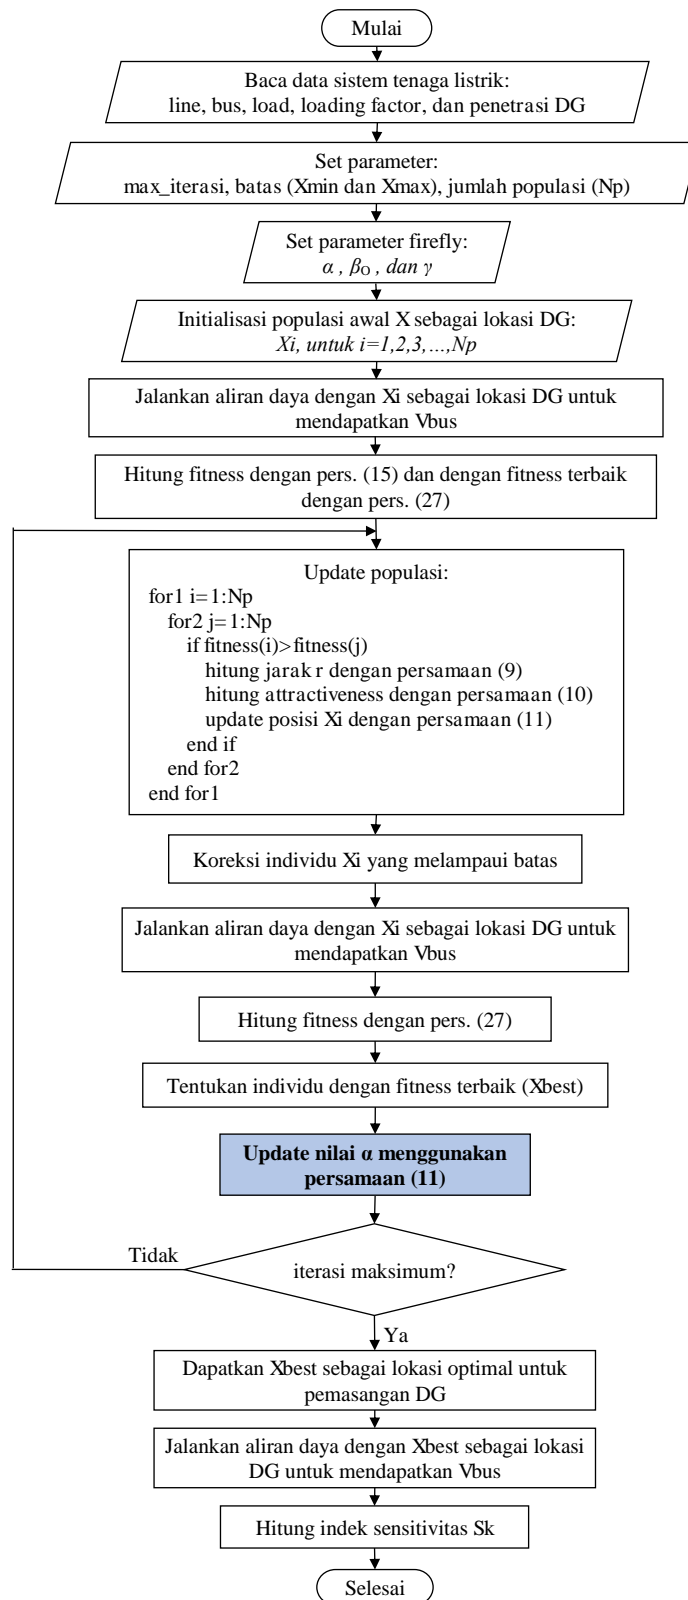 Mulai
Baca data sistem tenaga listrik:
line, bus, load, loading factor, dan penetrasi DG
Set parameter:
max_iterasi, batas (Xmin dan Xmax), jumlah populasi (Np)
Set parameter firefly:
α , βO , dan γ
Initialisasi populasi awal X sebagai lokasi DG:
Xi, untuk i=1,2,3,...,Np
Jalankan aliran daya dengan Xi sebagai lokasi DG untuk
mendapatkan Vbus
Hitung fitness dengan pers. (15) dan dengan fitness terbaik
dengan pers. (27)
Update populasi:
for1 i=1:Np
for2 j=1:Np
if fitness(i)>fitness(j)
hitung jarak r dengan persamaan (9)
hitung attractiveness dengan persamaan (10)
update posisi Xi dengan persamaan (11)
end if
end for2
end for1
Koreksi individu Xi yang melampaui batas
Jalankan aliran daya dengan Xi sebagai lokasi DG untuk
mendapatkan Vbus
Hitung fitness dengan pers. (27)
Tentukan individu dengan fitness terbaik (Xbest)
Update nilai α menggunakan
persamaan (11)
Tidak
iterasi maksimum?
Ya
Dapatkan Xbest sebagai lokasi optimal untuk
pemasangan DG
Jalankan aliran daya dengan Xbest sebagai lokasi
DG untuk mendapatkan Vbus
Hitung indek sensitivitas Sk
Selesai